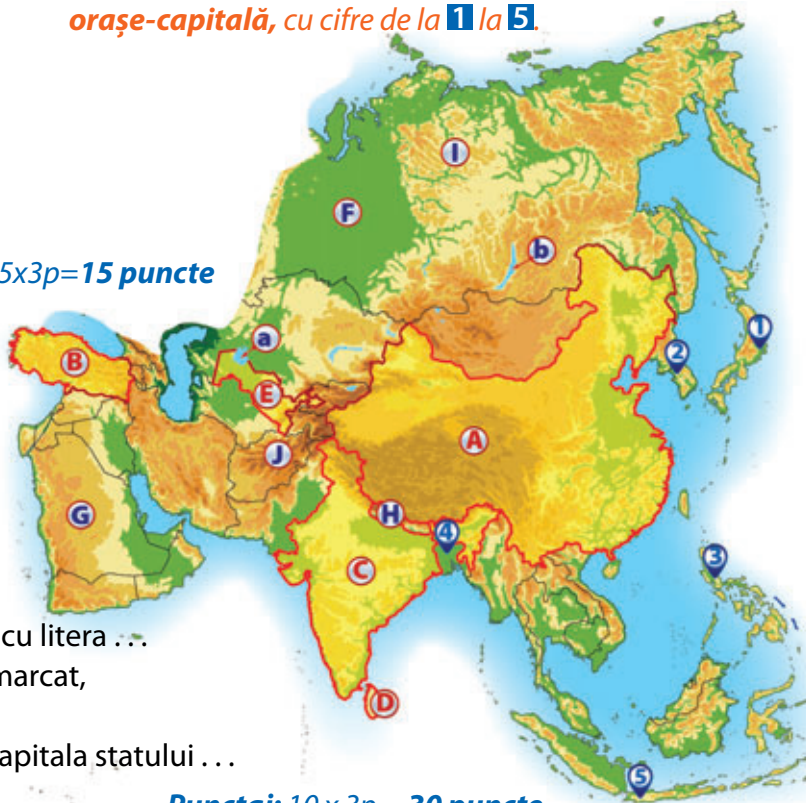 orașe-capitală, cu cifre de la 1 la 5.
I
F
b
5x3p=15 puncte
a
1
B
2
E
A
J
G
H
4
C
3
cu litera . . .
marcat,
D
capitala statului . . .
5
Punctaj: 10 x 3p = 30 puncte